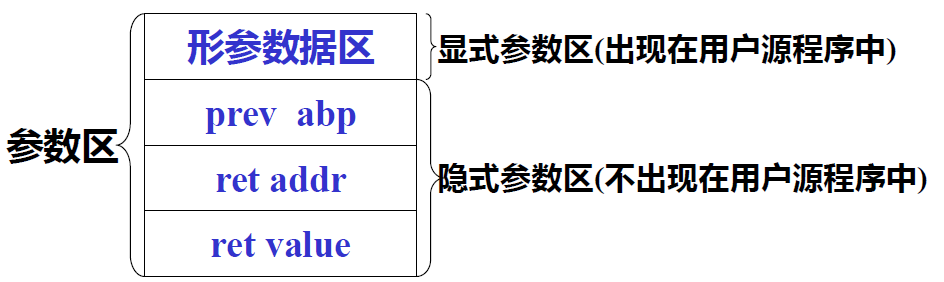 形参数据区
显式参数区(出现在用户源程序中)
prev abp
参数区
ret addr
隐式参数区(不出现在用户源程序中)
ret value